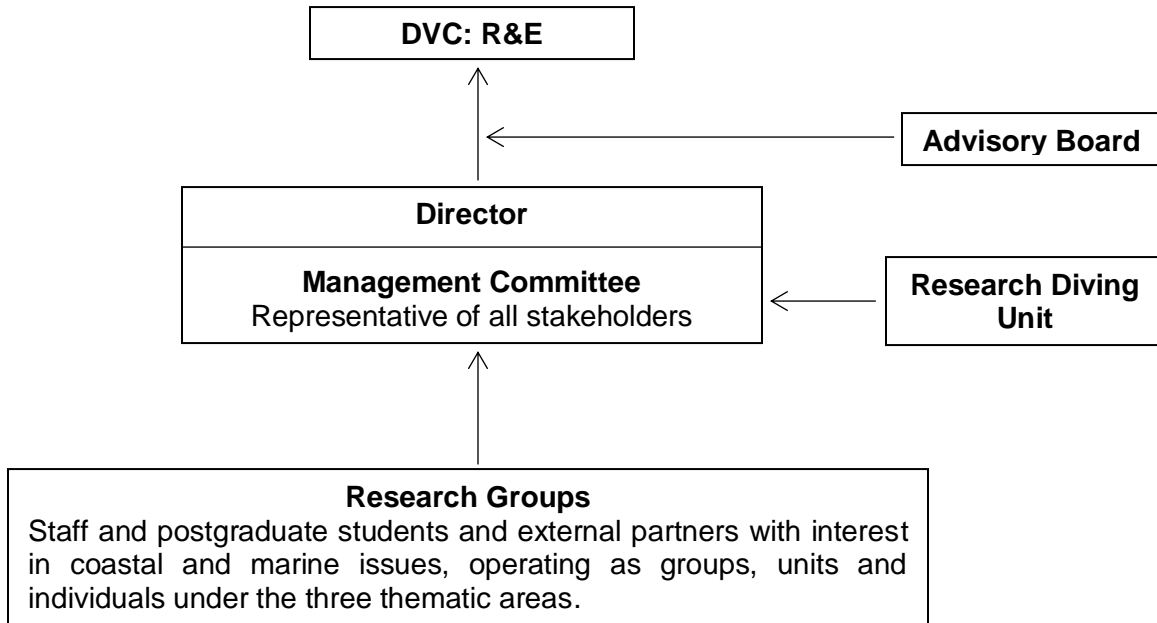 DVC: R&E
Advisory Board
Director
Management Committee
Representative of all stakeholders
Research Diving
Unit
Research Groups
Staff and postgraduate students and external partners with interest
in coastal and marine issues, operating as groups, units and
individuals under the three thematic areas.